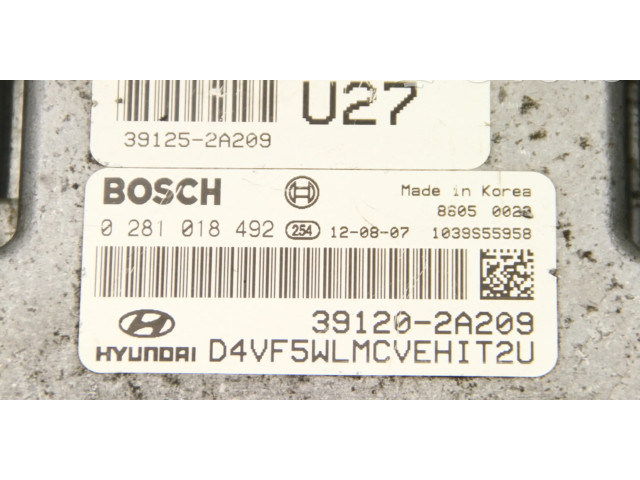 U27
39125-2A209
BOSCH
Made in Korea
8605 0022
0 281 018 492 254 12-08-07 1039S55958
39120-2A209
HYUNDAI D4VF5WLMCVEHIT2U